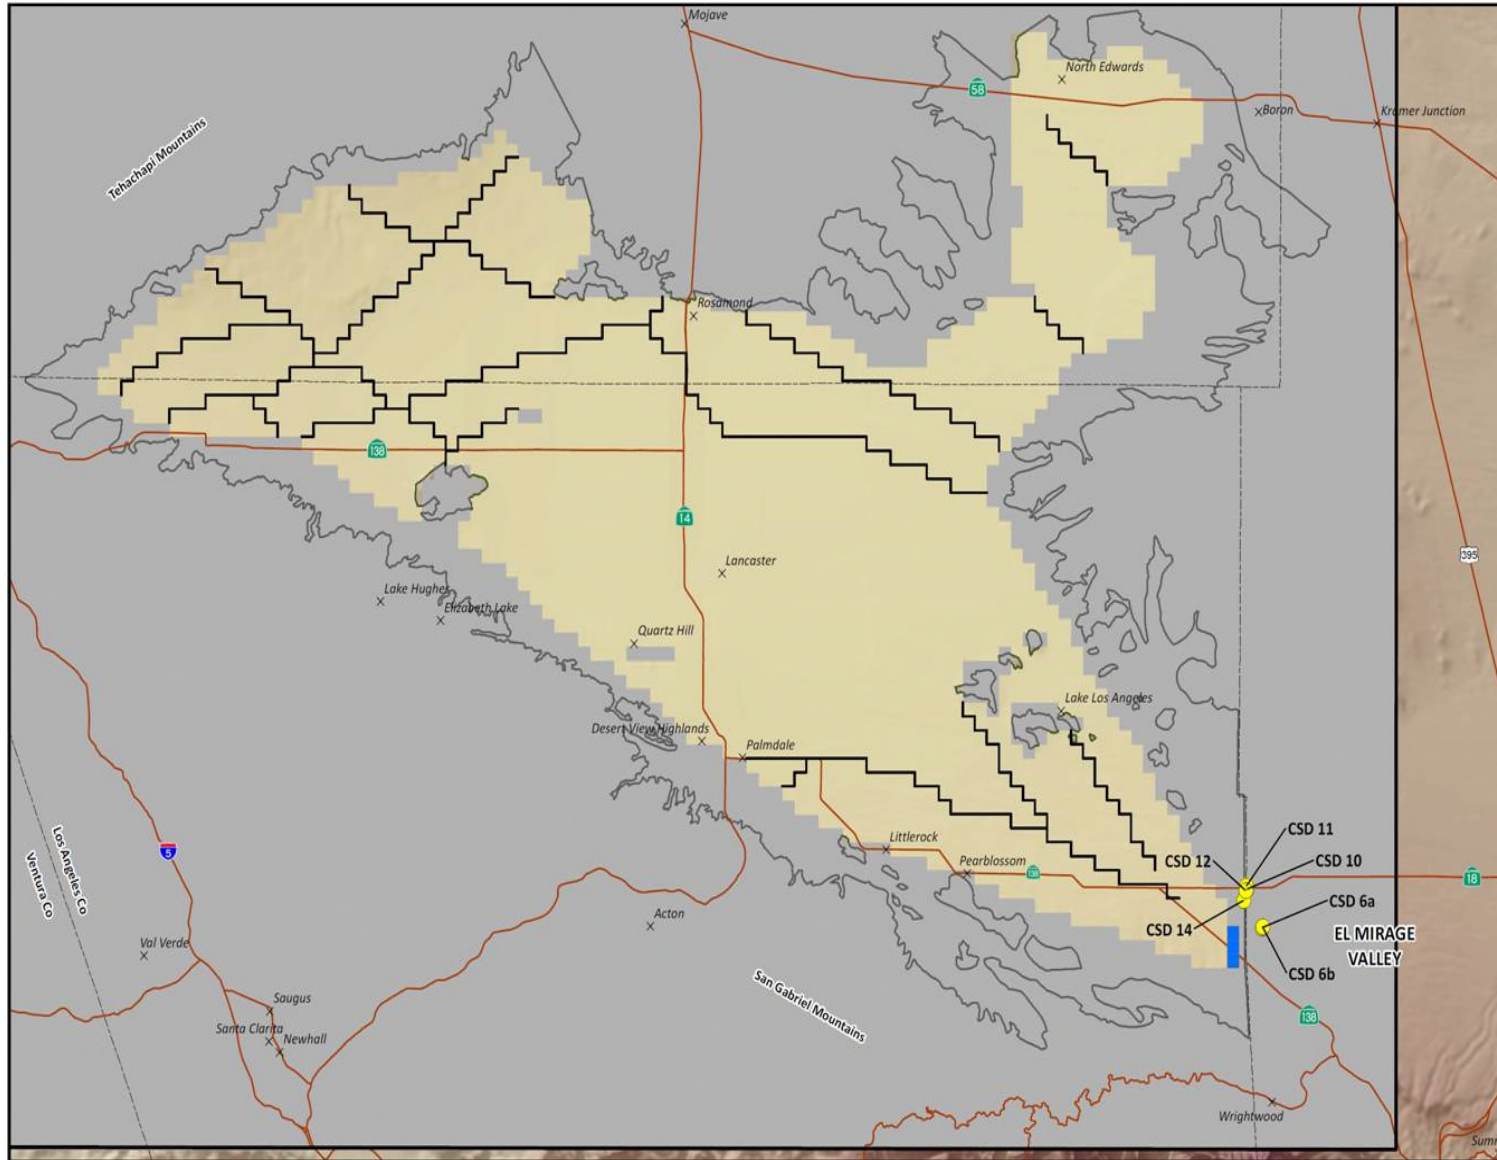 Mojave
North Edwards
58
Boron
Kramer Junction
Tehachapi Mountains
Rosamond
138
14
395
Lancaster
Lake Hughes
Elizabeth Lake
Quartz Hill
Lake Los Angeles
Desert View Highlands
Palmdale
Los Angeles Co
Ventura Co
5
Littlerock
Pearblossom
138
CSD 11
CSD 12
CSD 10
18
CSD 6a
CSD 14
EL MIRAGE
VALLEY
CSD 6b
Acton
Val Verde
San Gabriel Mountains
Saugus
Santa Clarita
Newhall
138
Wrightwood